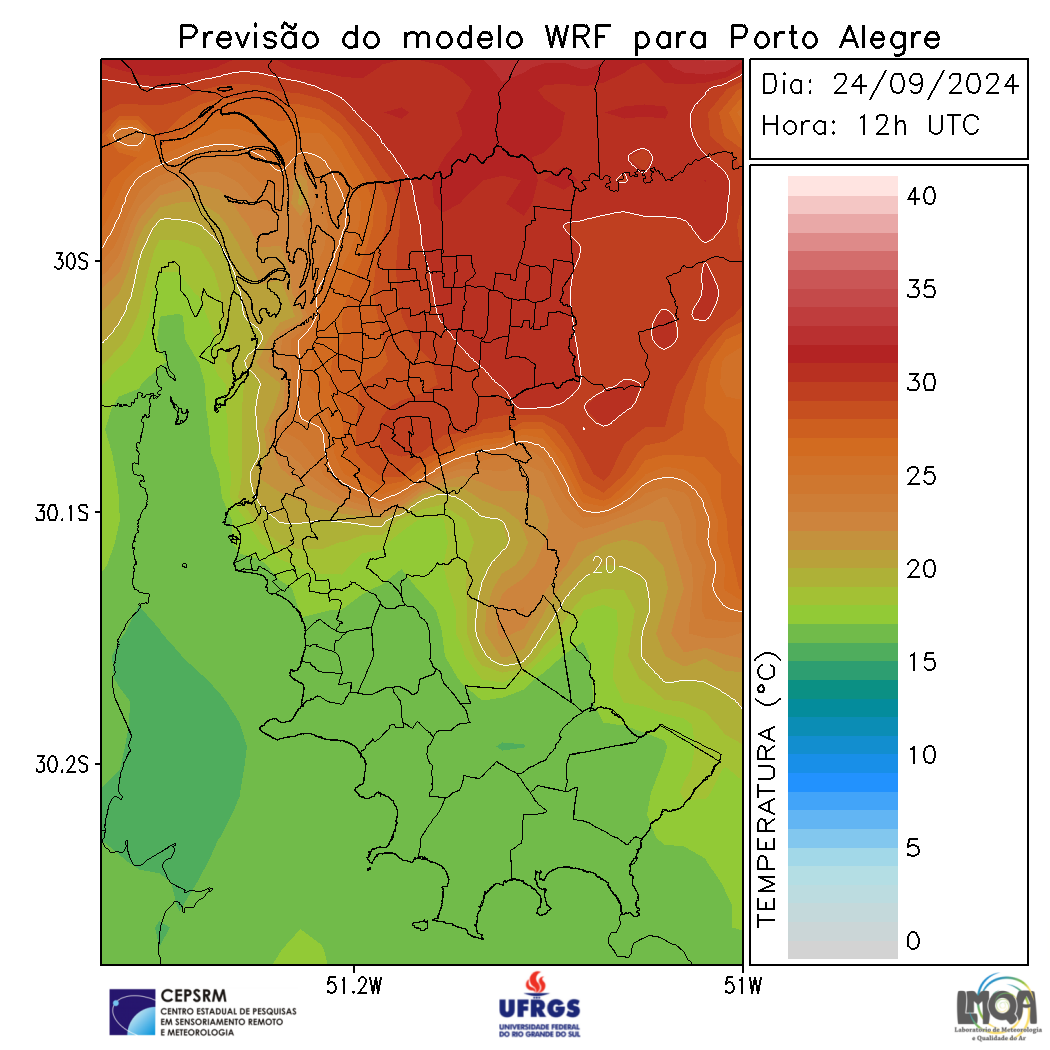 Previsão do modelo WRF para Porto Alegre
Dia: 24/09/2024
Hora: 12h UTC
40
35
30
25
20
15
10
5
0
TEMPERATURA (°C)
30S
30.1S
30.2S
20
51.2W
51W
CEPSRM
CENTRO ESTADUAL DE PESQUISAS
EM SENSORIAMENTO REMOTO
E METEOROLOGIA
UFRGS
UNIVERSIDADE FEDERAL
DO RIO GRANDE DO SUL
LMQA
Laboratório de Meteorologia
e Qualidade do Ar